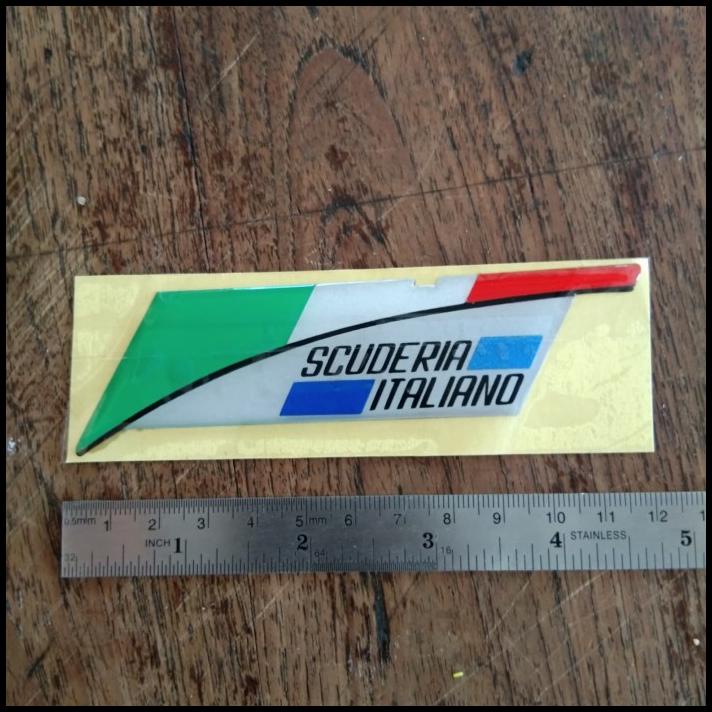 SCUDERIA
ITALIANO
0.5mm 1 2 3 4 5 mm 6 7 8 9 10 11 12
32 INCH 1 2 64 3 16 4 STAINLESS 5